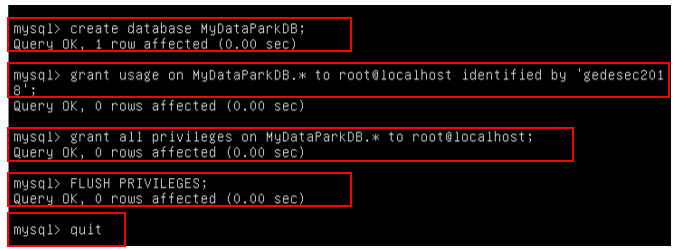 mysql> create database MyDataParkDB;
Query OK, 1 row affected (0.00 sec)
mysql> grant usage on MyDataParkDB.* to root@localhost identified by 'gedesec201
8';
Query OK, 0 rows affected (0.00 sec)
mysql> grant all privileges on MyDataParkDB.* to root@localhost;
Query OK, 0 rows affected (0.00 sec)
mysql> FLUSH PRIVILEGES;
Query OK, 0 rows affected (0.00 sec)
mysql> quit